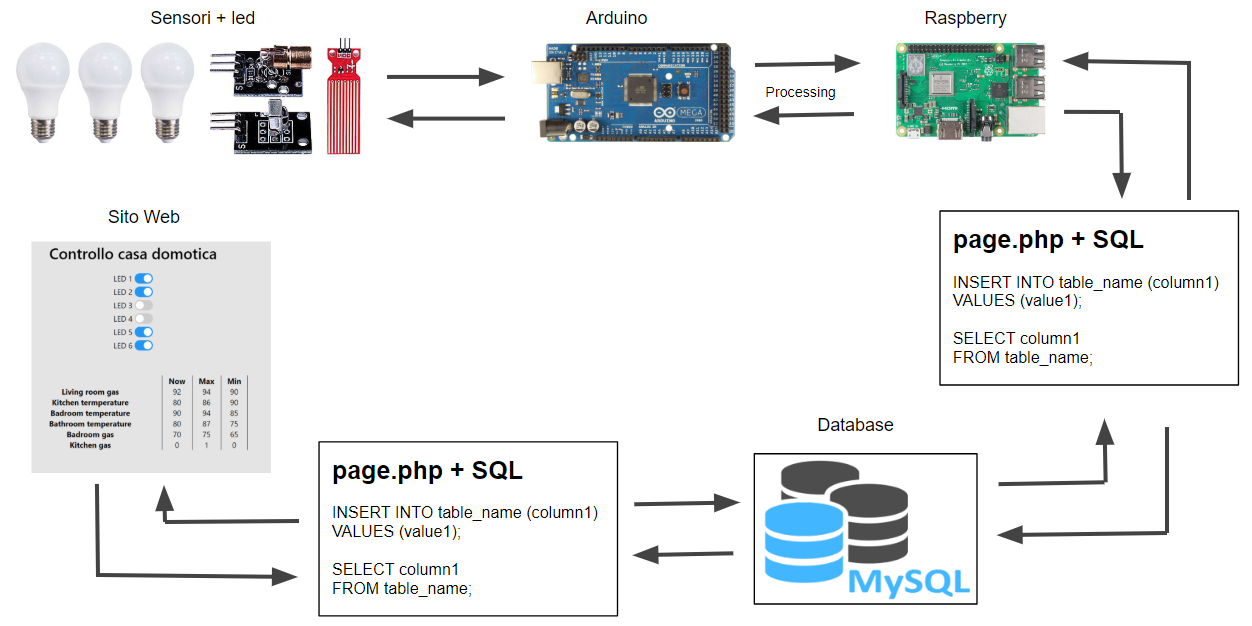 Sensori + led
Arduino
Raspberry
Processing
ARDUINO
MEGA
S
S
Sito Web
Controllo casa domotica
LED 1
LED 2
LED 3
LED 4
LED 5
LED 6
Now Max Min
Living room gas 92 94 90
Kitchen termperature 80 86 90
Badroom temperature 90 94 85
Bathroom temperature 80 87 75
Badroom gas 70 75 65
Kitchen gas 0 1 0
page.php + SQL
INSERT INTO table_name (column1)
VALUES (value1);
SELECT column1
FROM table_name;
Database
MySQL
page.php + SQL
INSERT INTO table_name (column1)
VALUES (value1);
SELECT column1
FROM table_name;